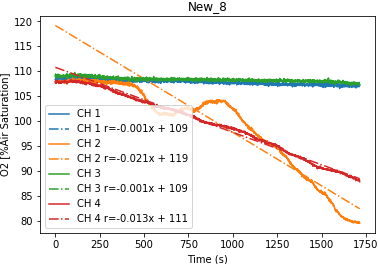 New_8
O2 [%Air Saturation]
120
115
110
105
100
95
90
85
80
CH 1
CH 1 r=-0.001x + 109
CH 2
CH 2 r=-0.021x + 119
CH 3
CH 3 r=-0.001x + 109
CH 4
CH 4 r=-0.013x + 111
0 250 500 750 1000 1250 1500 1750
Time (s)